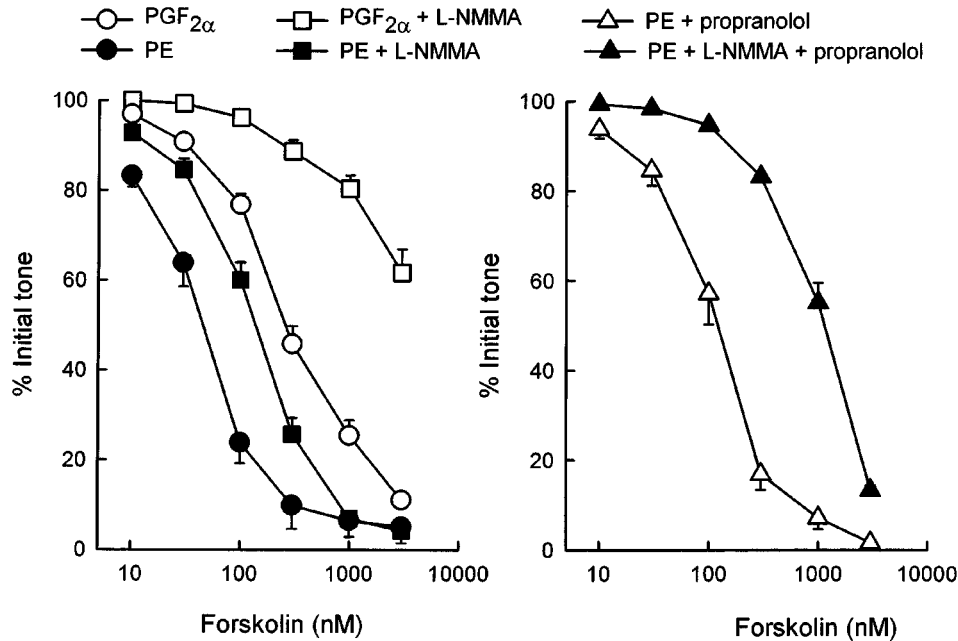 PGF2α
PGF2α + L-NMMA
PE + propranolol
PE
PE + L-NMMA
PE + L-NMMA + propranolol
% Initial tone
100
80
60
40
20
0
10
100
1000
10000
Forskolin (nM)
% Initial tone
100
80
60
40
20
0
10
100
1000
10000
Forskolin (nM)